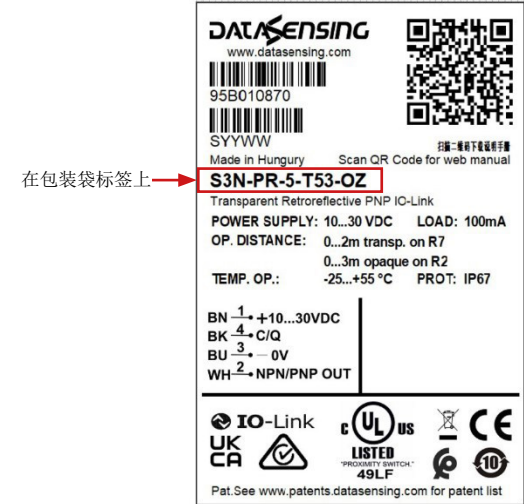 DATASENSING
www.datasensing.com
95B010870
SYYWW
扫描二维码下载说明手册
Made in Hungury Scan QR Code for web manual
在包装袋标签上
S3N-PR-5-T53-OZ
Transparent Retroreflective PNP IO-Link
POWER SUPPLY: 10...30 VDC LOAD: 100mA
OP. DISTANCE: 0...2m transp. on R7
0...3m opaque on R2
TEMP. OP.: -25...+55 °C PROT: IP67
BN 1 +10...30VDC
BK 4 C/Q
BU 3 — 0V
WH 2 NPN/PNP OUT
IO-Link
UK
CA
c UL us
LISTED
"PROXIMITY SWITCH."
49LF
CE
10
Pat.See www.patents.datasensing.com for patent list